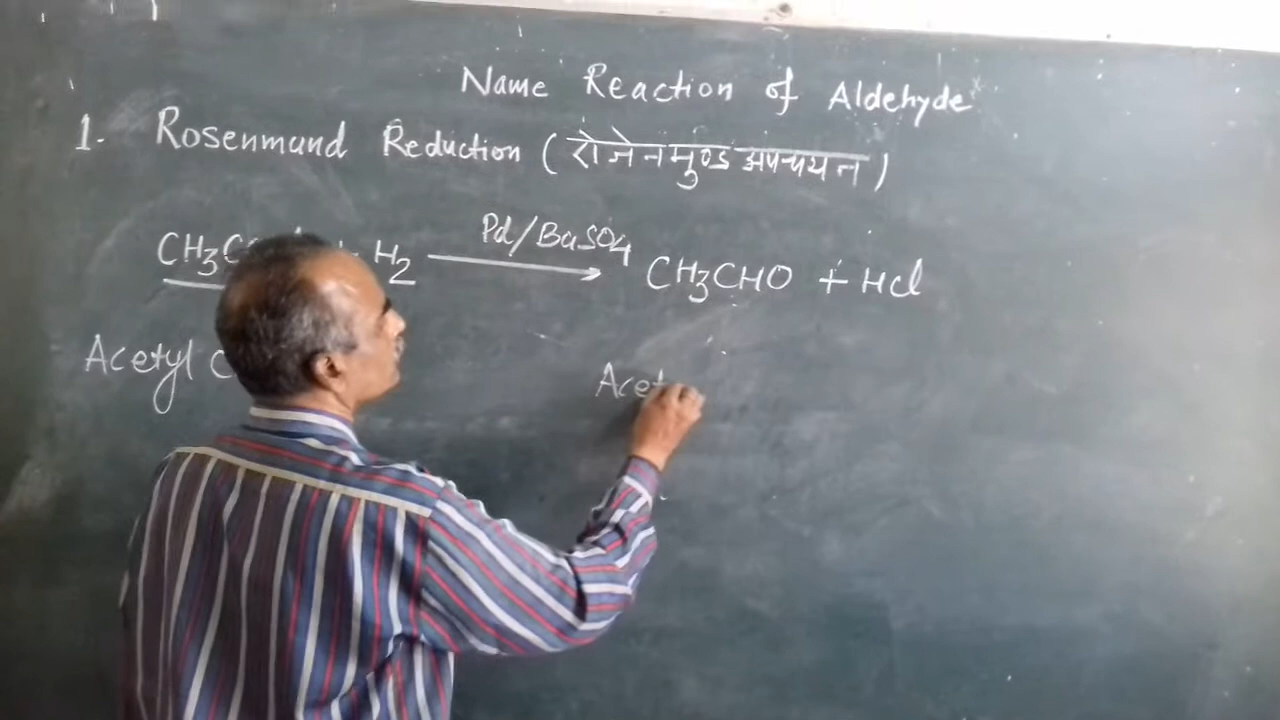 Name Reaction of Aldehyde
1. Rosenmund Reduction (रोजेनमुण्ड अपचयन)
Pd/BaSO4
+ H2 → CH3CHO + HCl
Acetyl